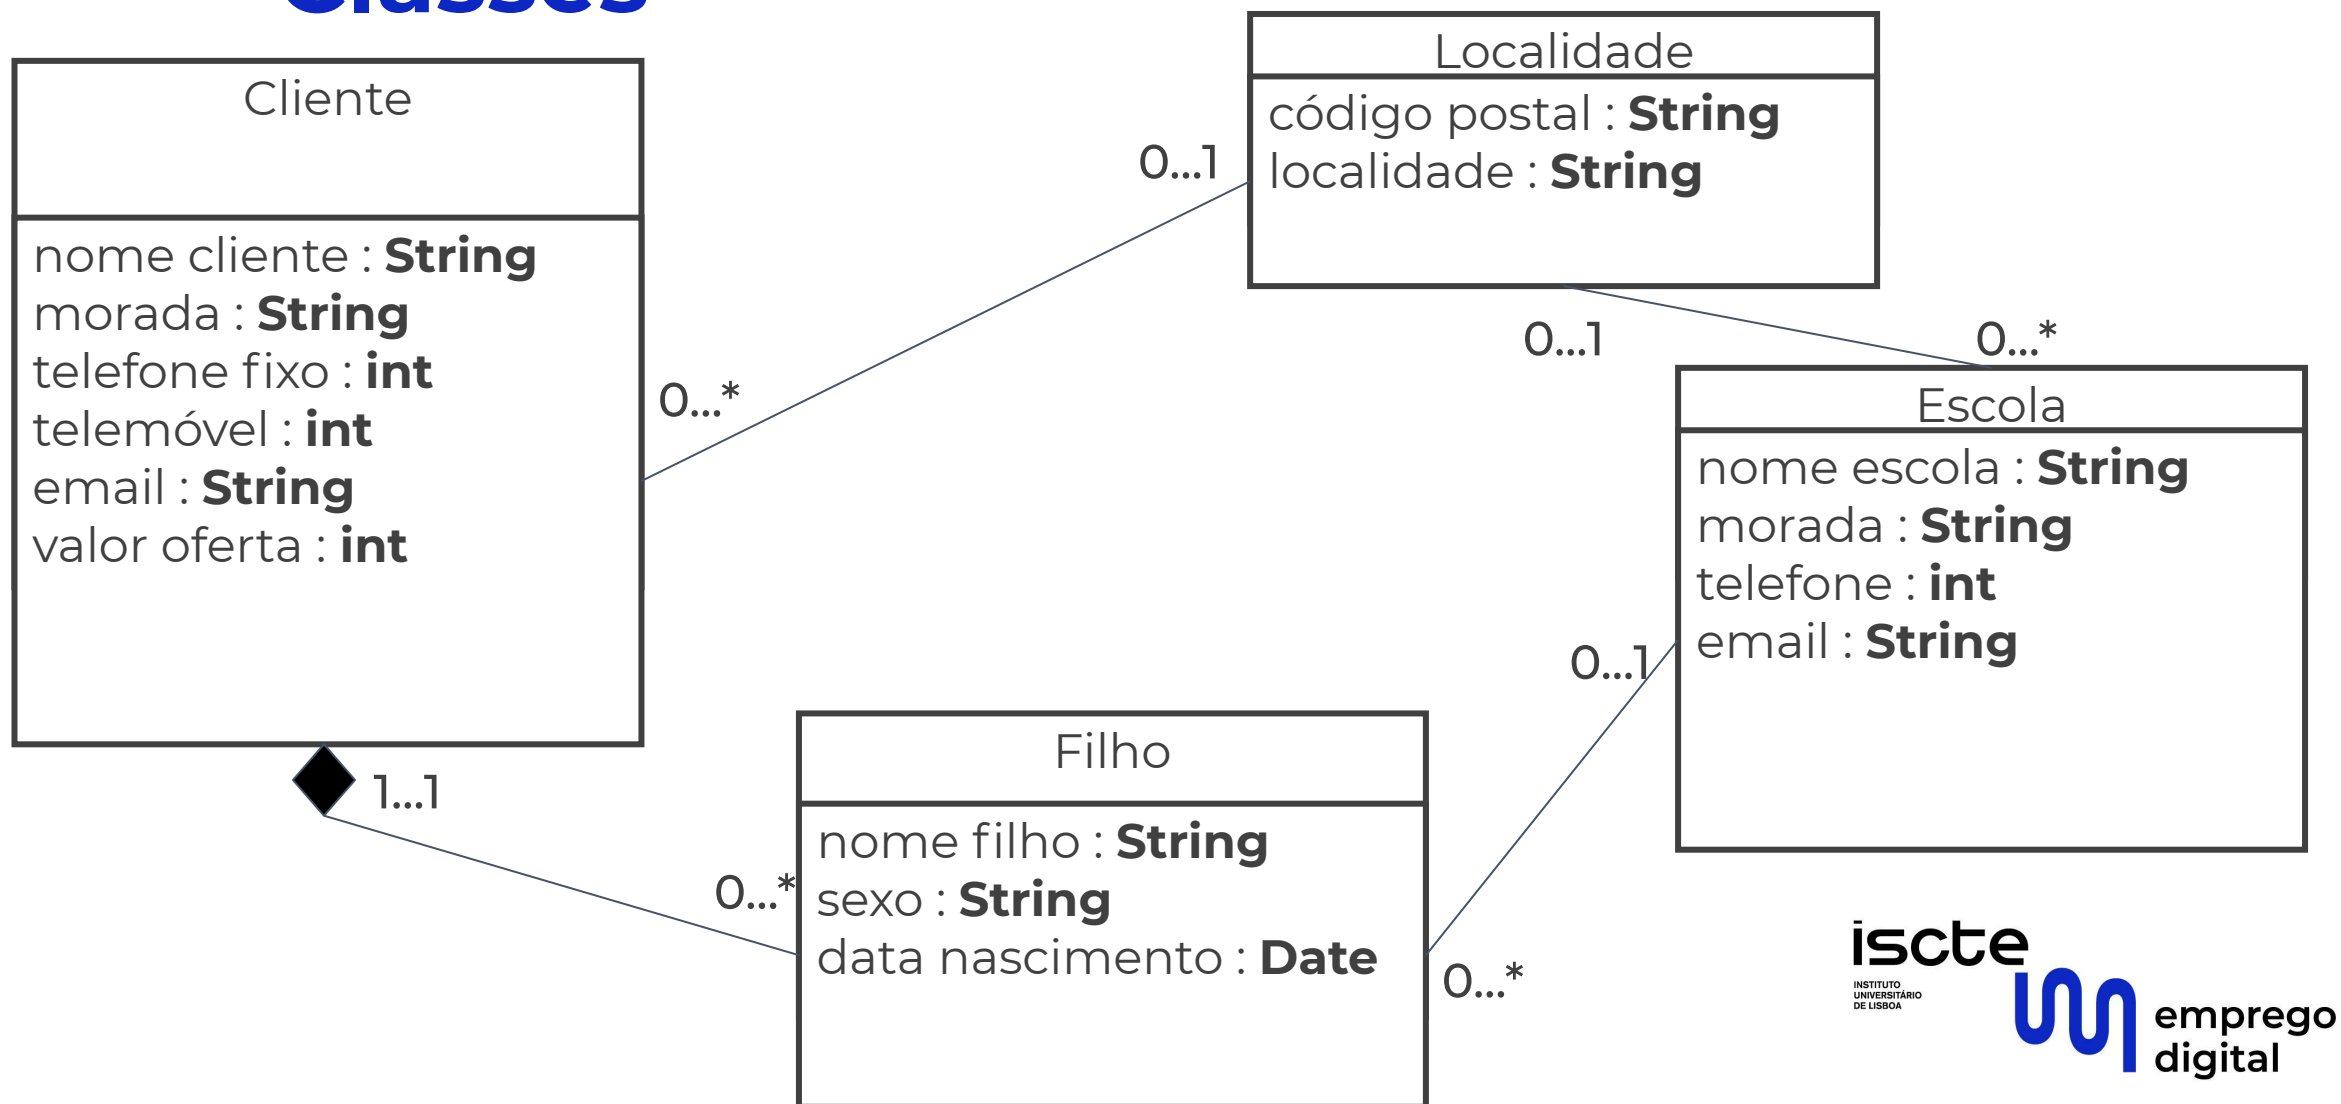 Classes
Cliente
nome cliente : String
morada : String
telefone fixo : int
telemóvel : int
email : String
valor oferta : int
Localidade
código postal : String
localidade : String
0...1
0...*
0...1
0...*
Escola
nome escola : String
morada : String
telefone : int
email : String
0...1
0...*
1...1
0...*
Filho
nome filho : String
sexo : String
data nascimento : Date
iscte
INSTITUTO
UNIVERSITÁRIO
DE LISBOA
emprego
digital